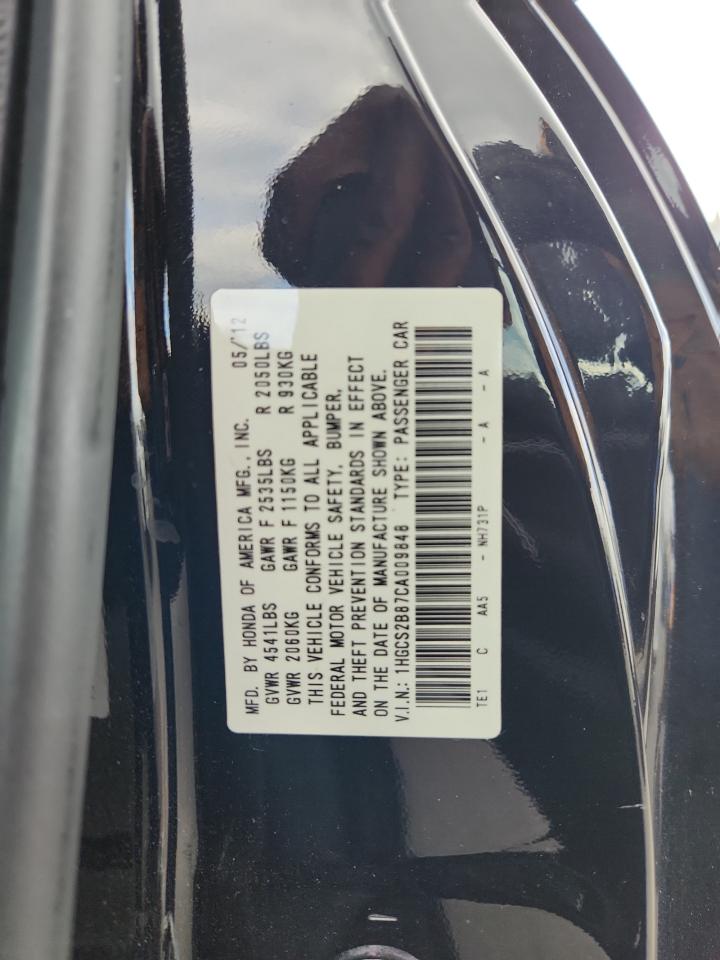 MFD. BY HONDA OF AMERICA MFG., INC. 05/'12
GVWR 4541LBS GAWR F 2535LBS R 2050LBS
GVWR 2060KG GAWR F 1150KG R 930KG
THIS VEHICLE CONFORMS TO ALL APPLICABLE
FEDERAL MOTOR VEHICLE SAFETY, BUMPER,
AND THEFT PREVENTION STANDARDS IN EFFECT
ON THE DATE OF MANUFACTURE SHOWN ABOVE.
V.I.N.: 1HGCS2B87CA009848 TYPE: PASSENGER CAR
TE1 C AA5 - NH731P - A - A